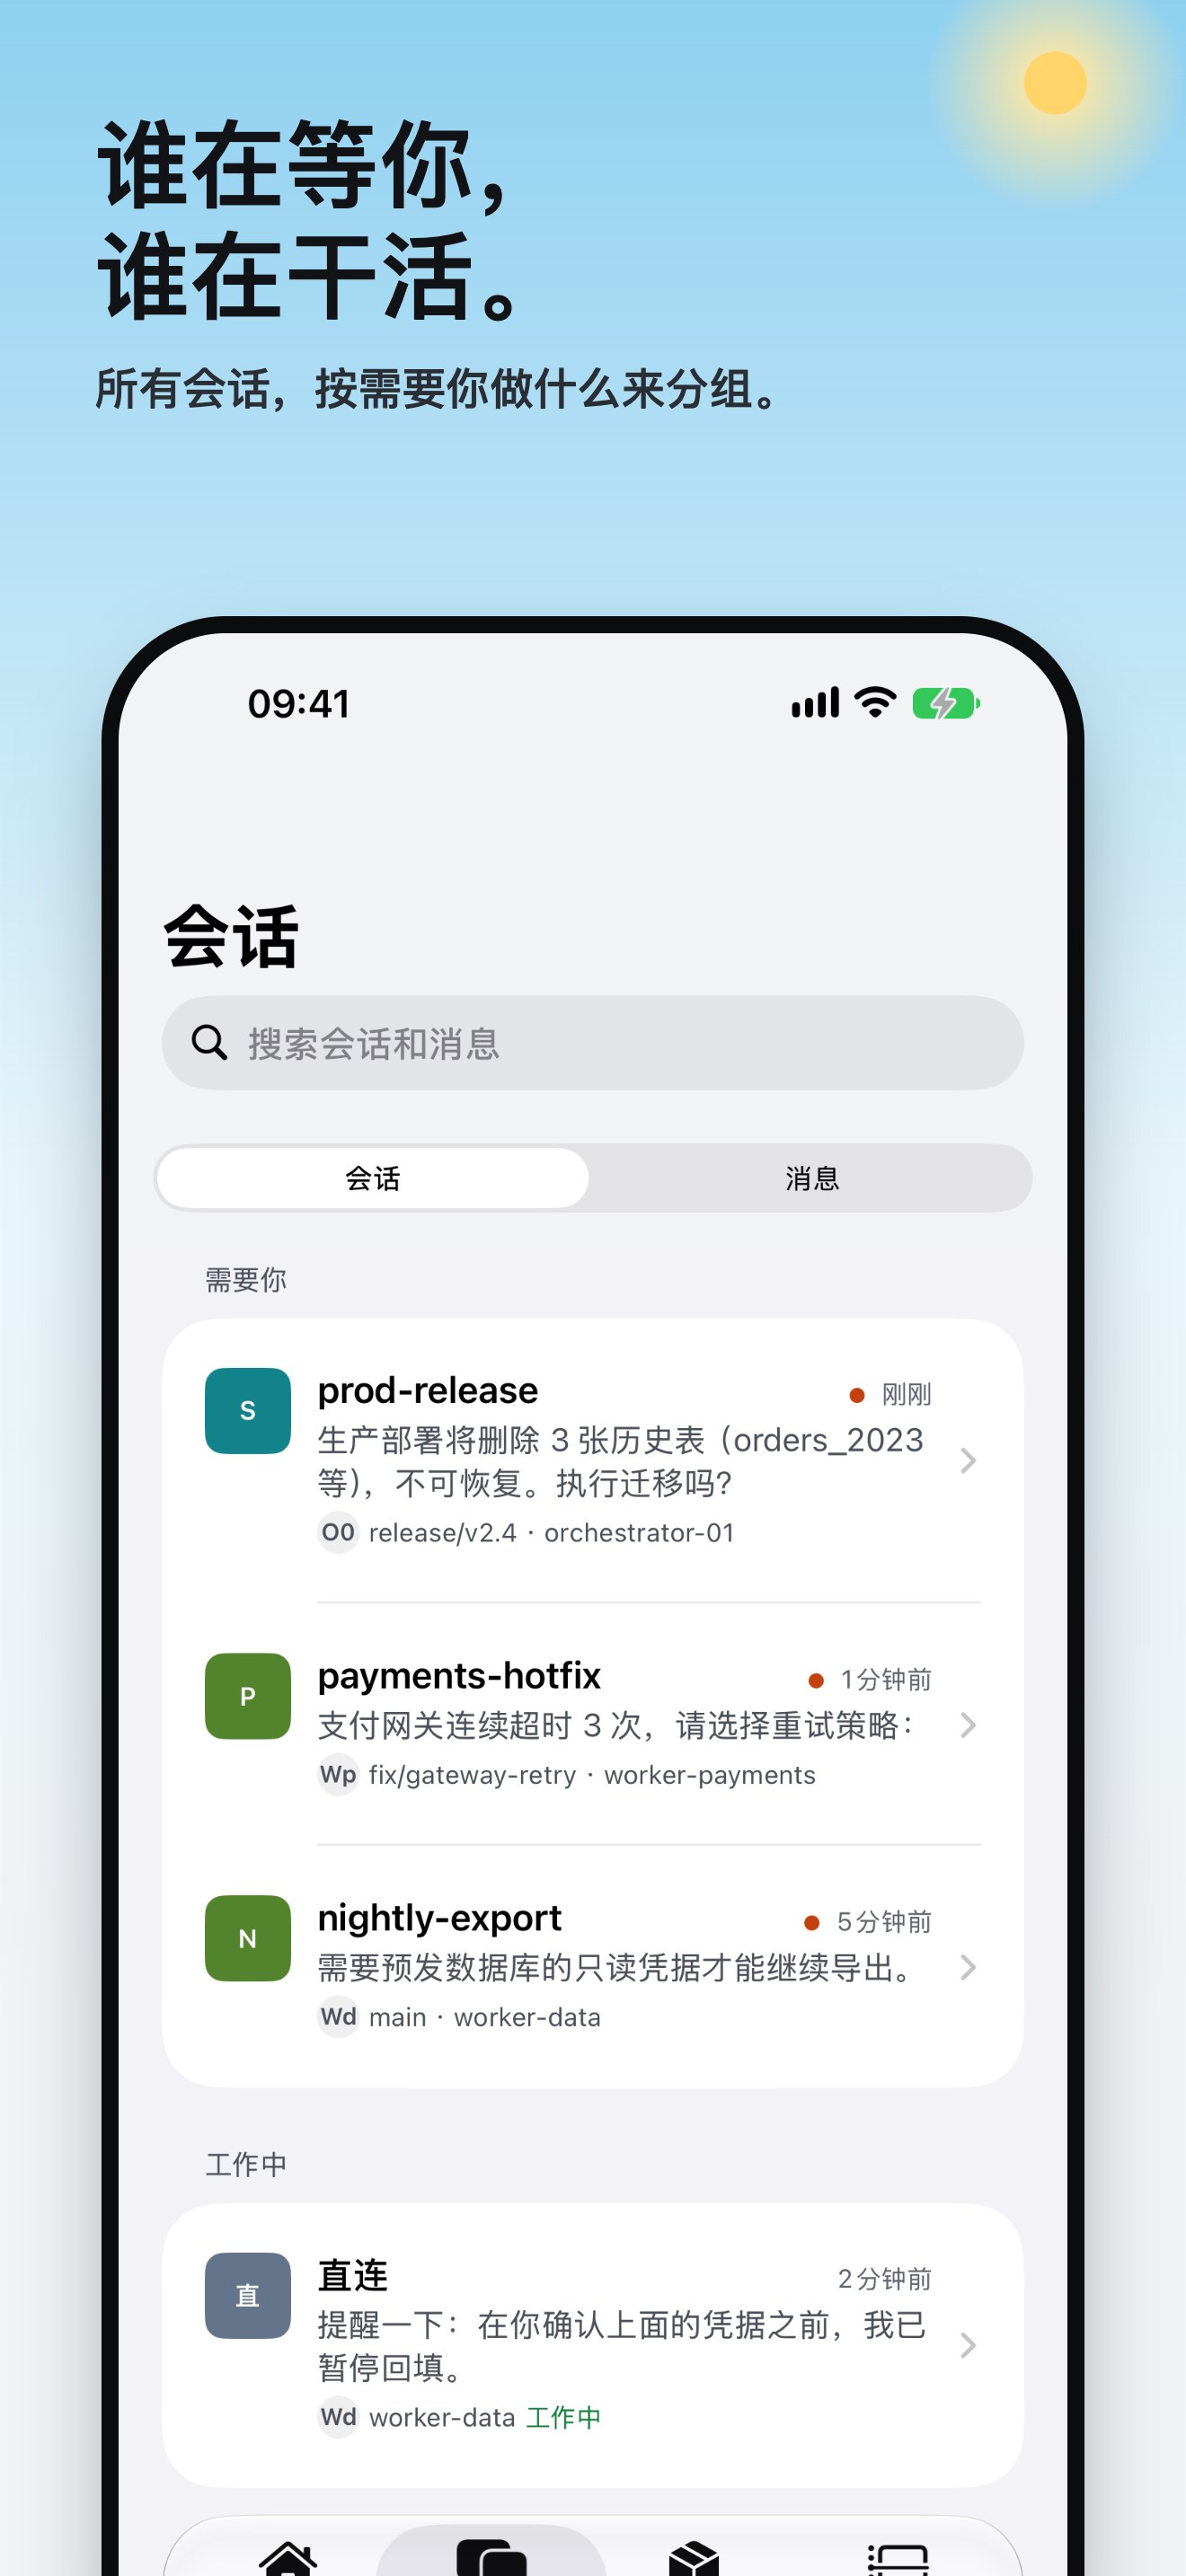 谁在等你，
谁在干活。
所有会话，按需要你做什么来分组。
09:41
会话
搜索会话和消息
会话
消息
需要你
S
prod-release
刚刚
生产部署将删除 3 张历史表（orders_2023
等），不可恢复。执行迁移吗？
O0
release/v2.4 · orchestrator-01
P
payments-hotfix
1分钟前
支付网关连续超时 3 次，请选择重试策略：
Wp
fix/gateway-retry · worker-payments
N
nightly-export
5分钟前
需要预发数据库的只读凭据才能继续导出。
Wd
main · worker-data
工作中
直
直连
2分钟前
提醒一下：在你确认上面的凭据之前，我已
暂停回填。
Wd
worker-data 工作中